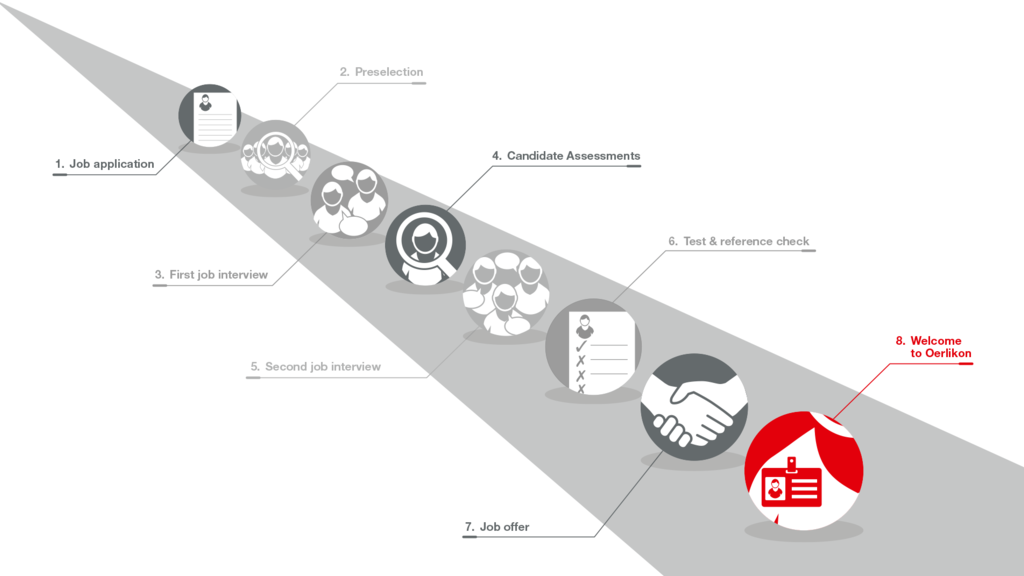 1. Job application
2. Preselection
3. First job interview
4. Candidate Assessments
5. Second job interview
6. Test & reference check
7. Job offer
8. Welcome
to Oerlikon